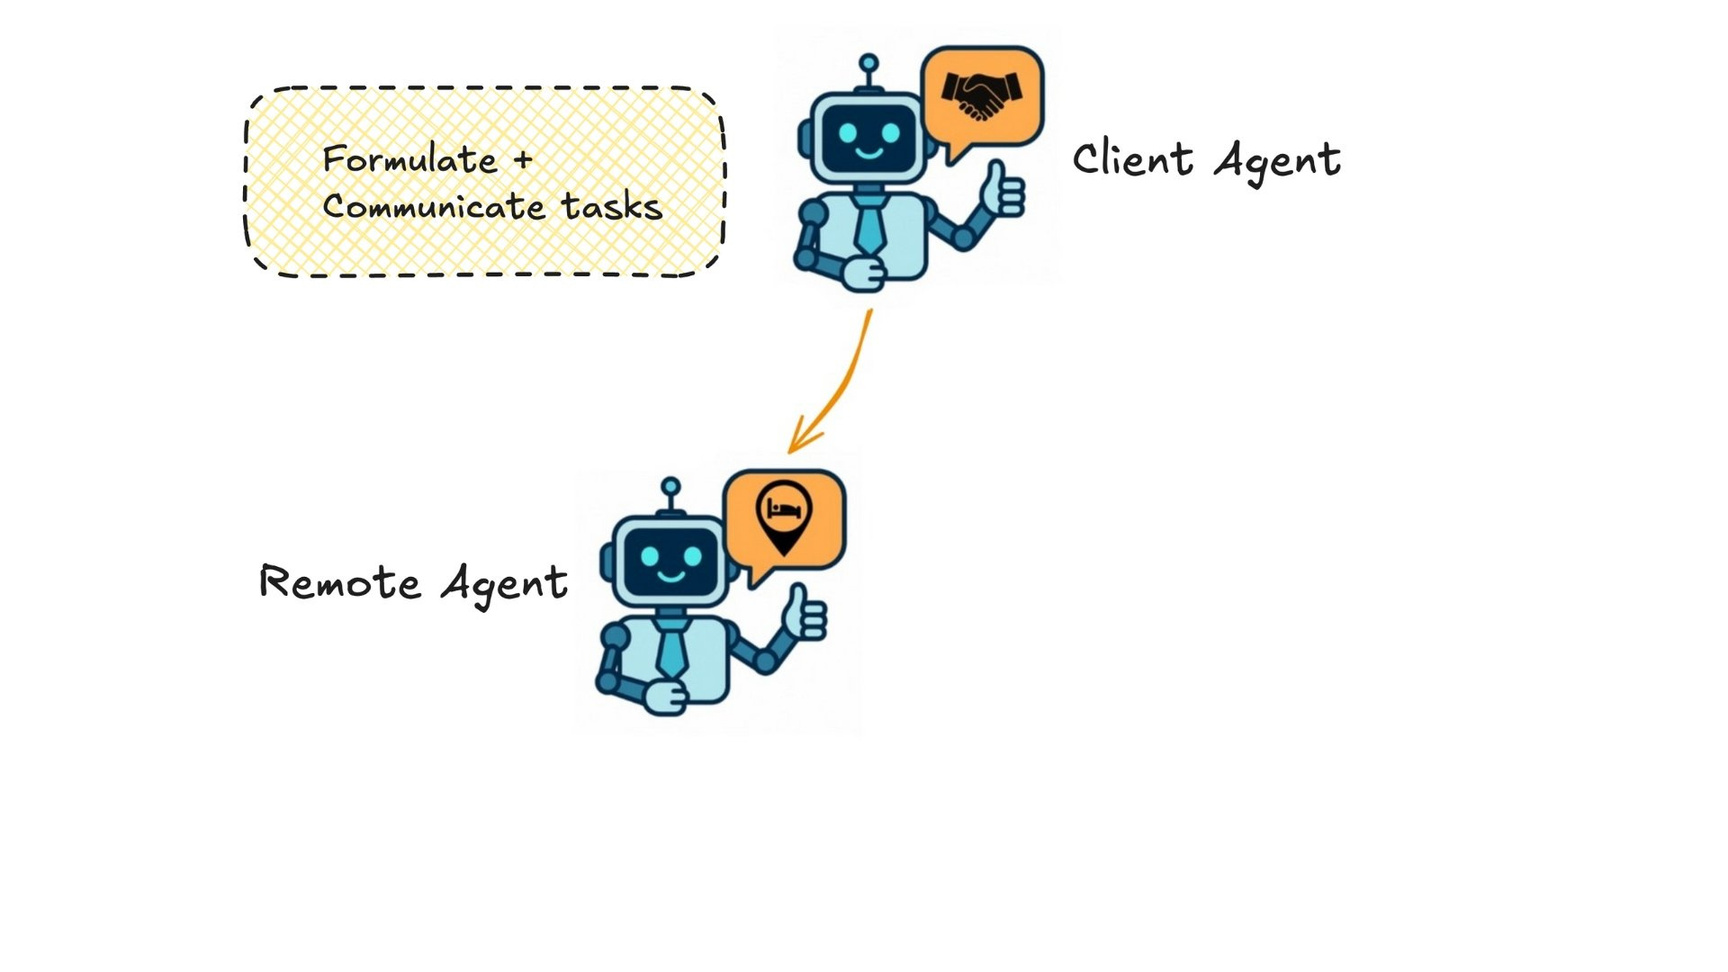 Formulate +
Communicate tasks
Client Agent
Remote Agent